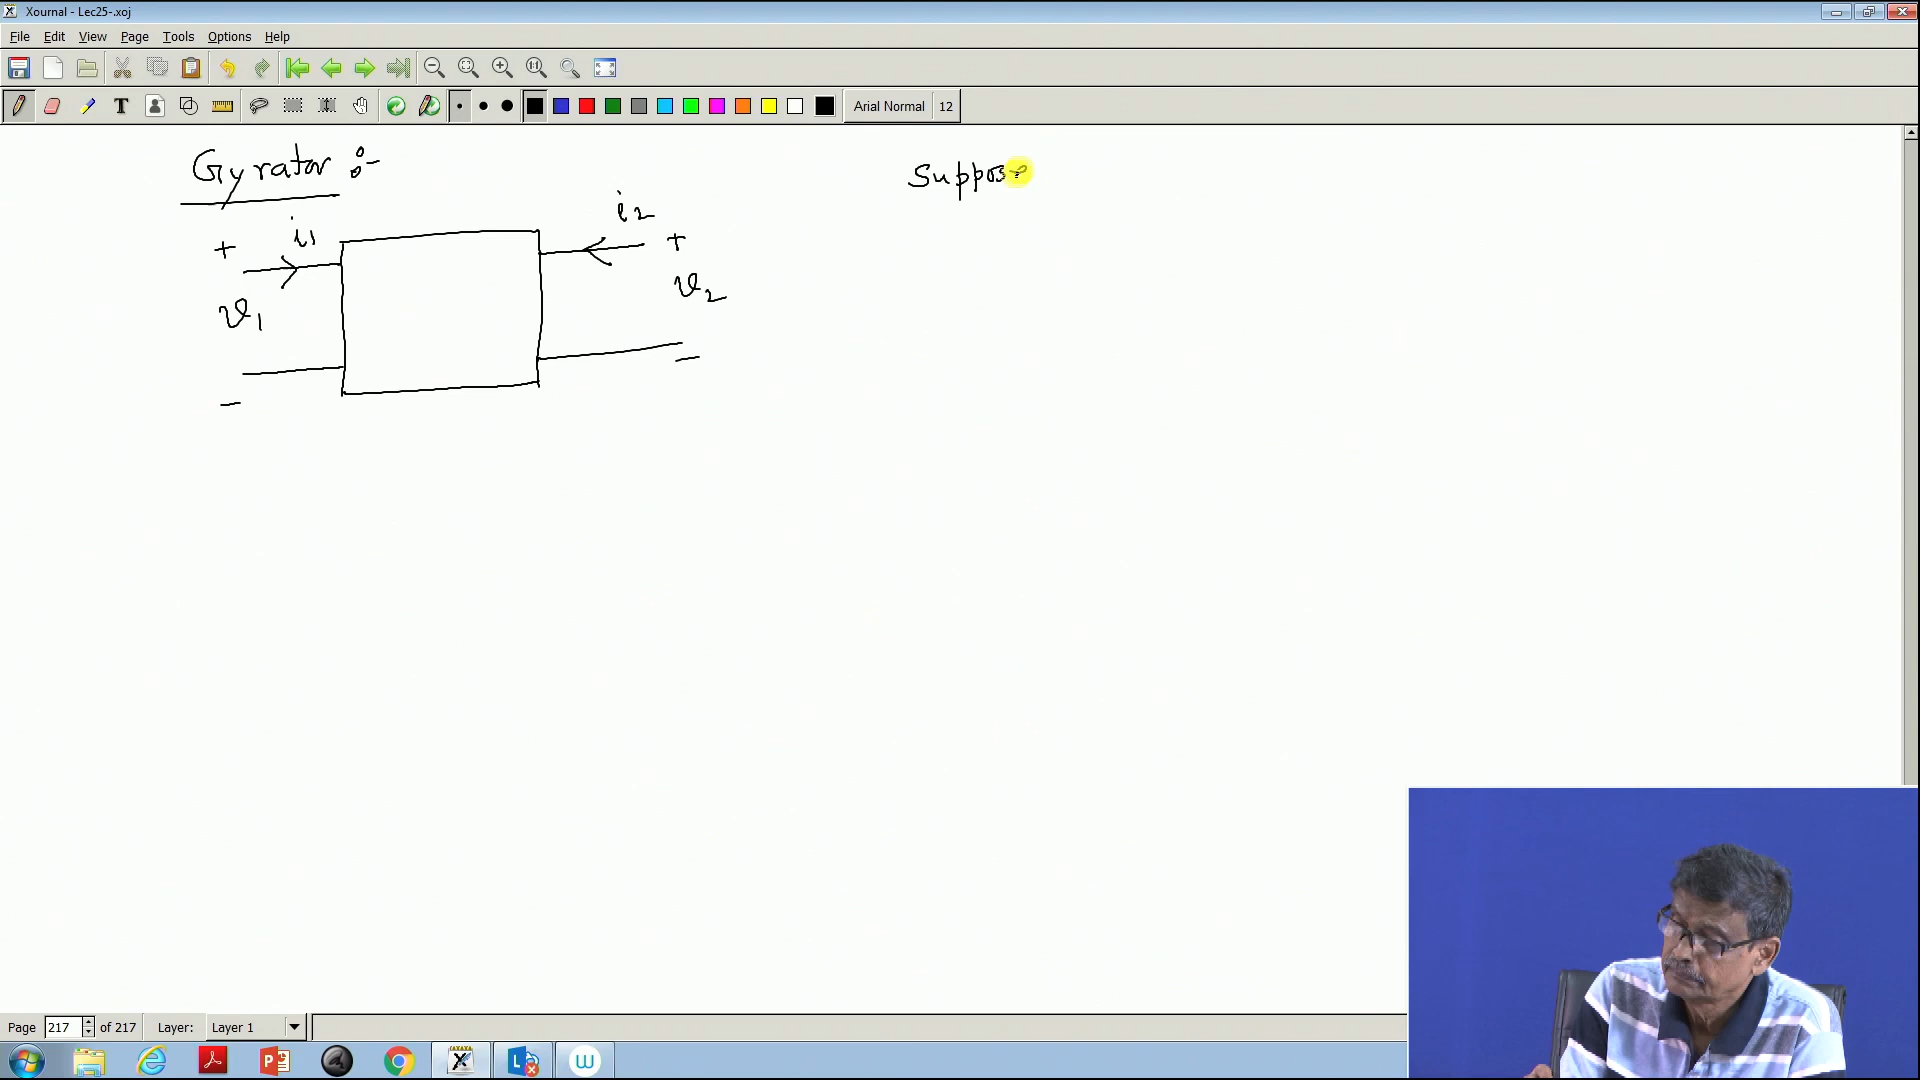 Xournal - Lec25-.xoj
File Edit View Page Tools Options Help
Arial Normal 12
Gyrator :-
Suppose
i1
i2
+
+
v1
v2
-
-
Page 217 of 217 Layer: Layer 1